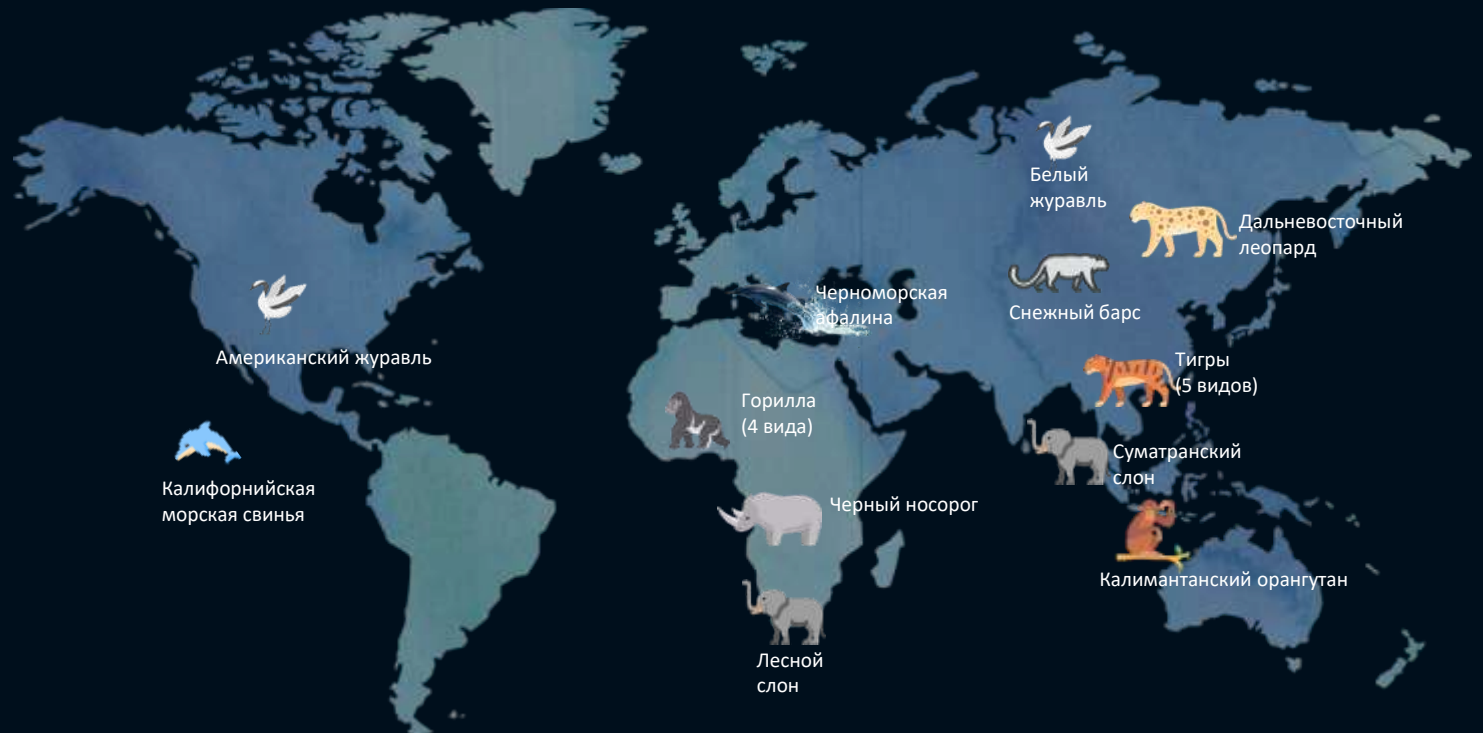 Белый
журавль
Дальневосточный
леопард
Черноморская
афалина
Снежный барс
Американский журавль
Тигры
(5 видов)
Горилла
(4 вида)
Суматранский
слон
Калифорнийская
морская свинья
Черный носорог
Калимантанский орангутан
Лесной
слон